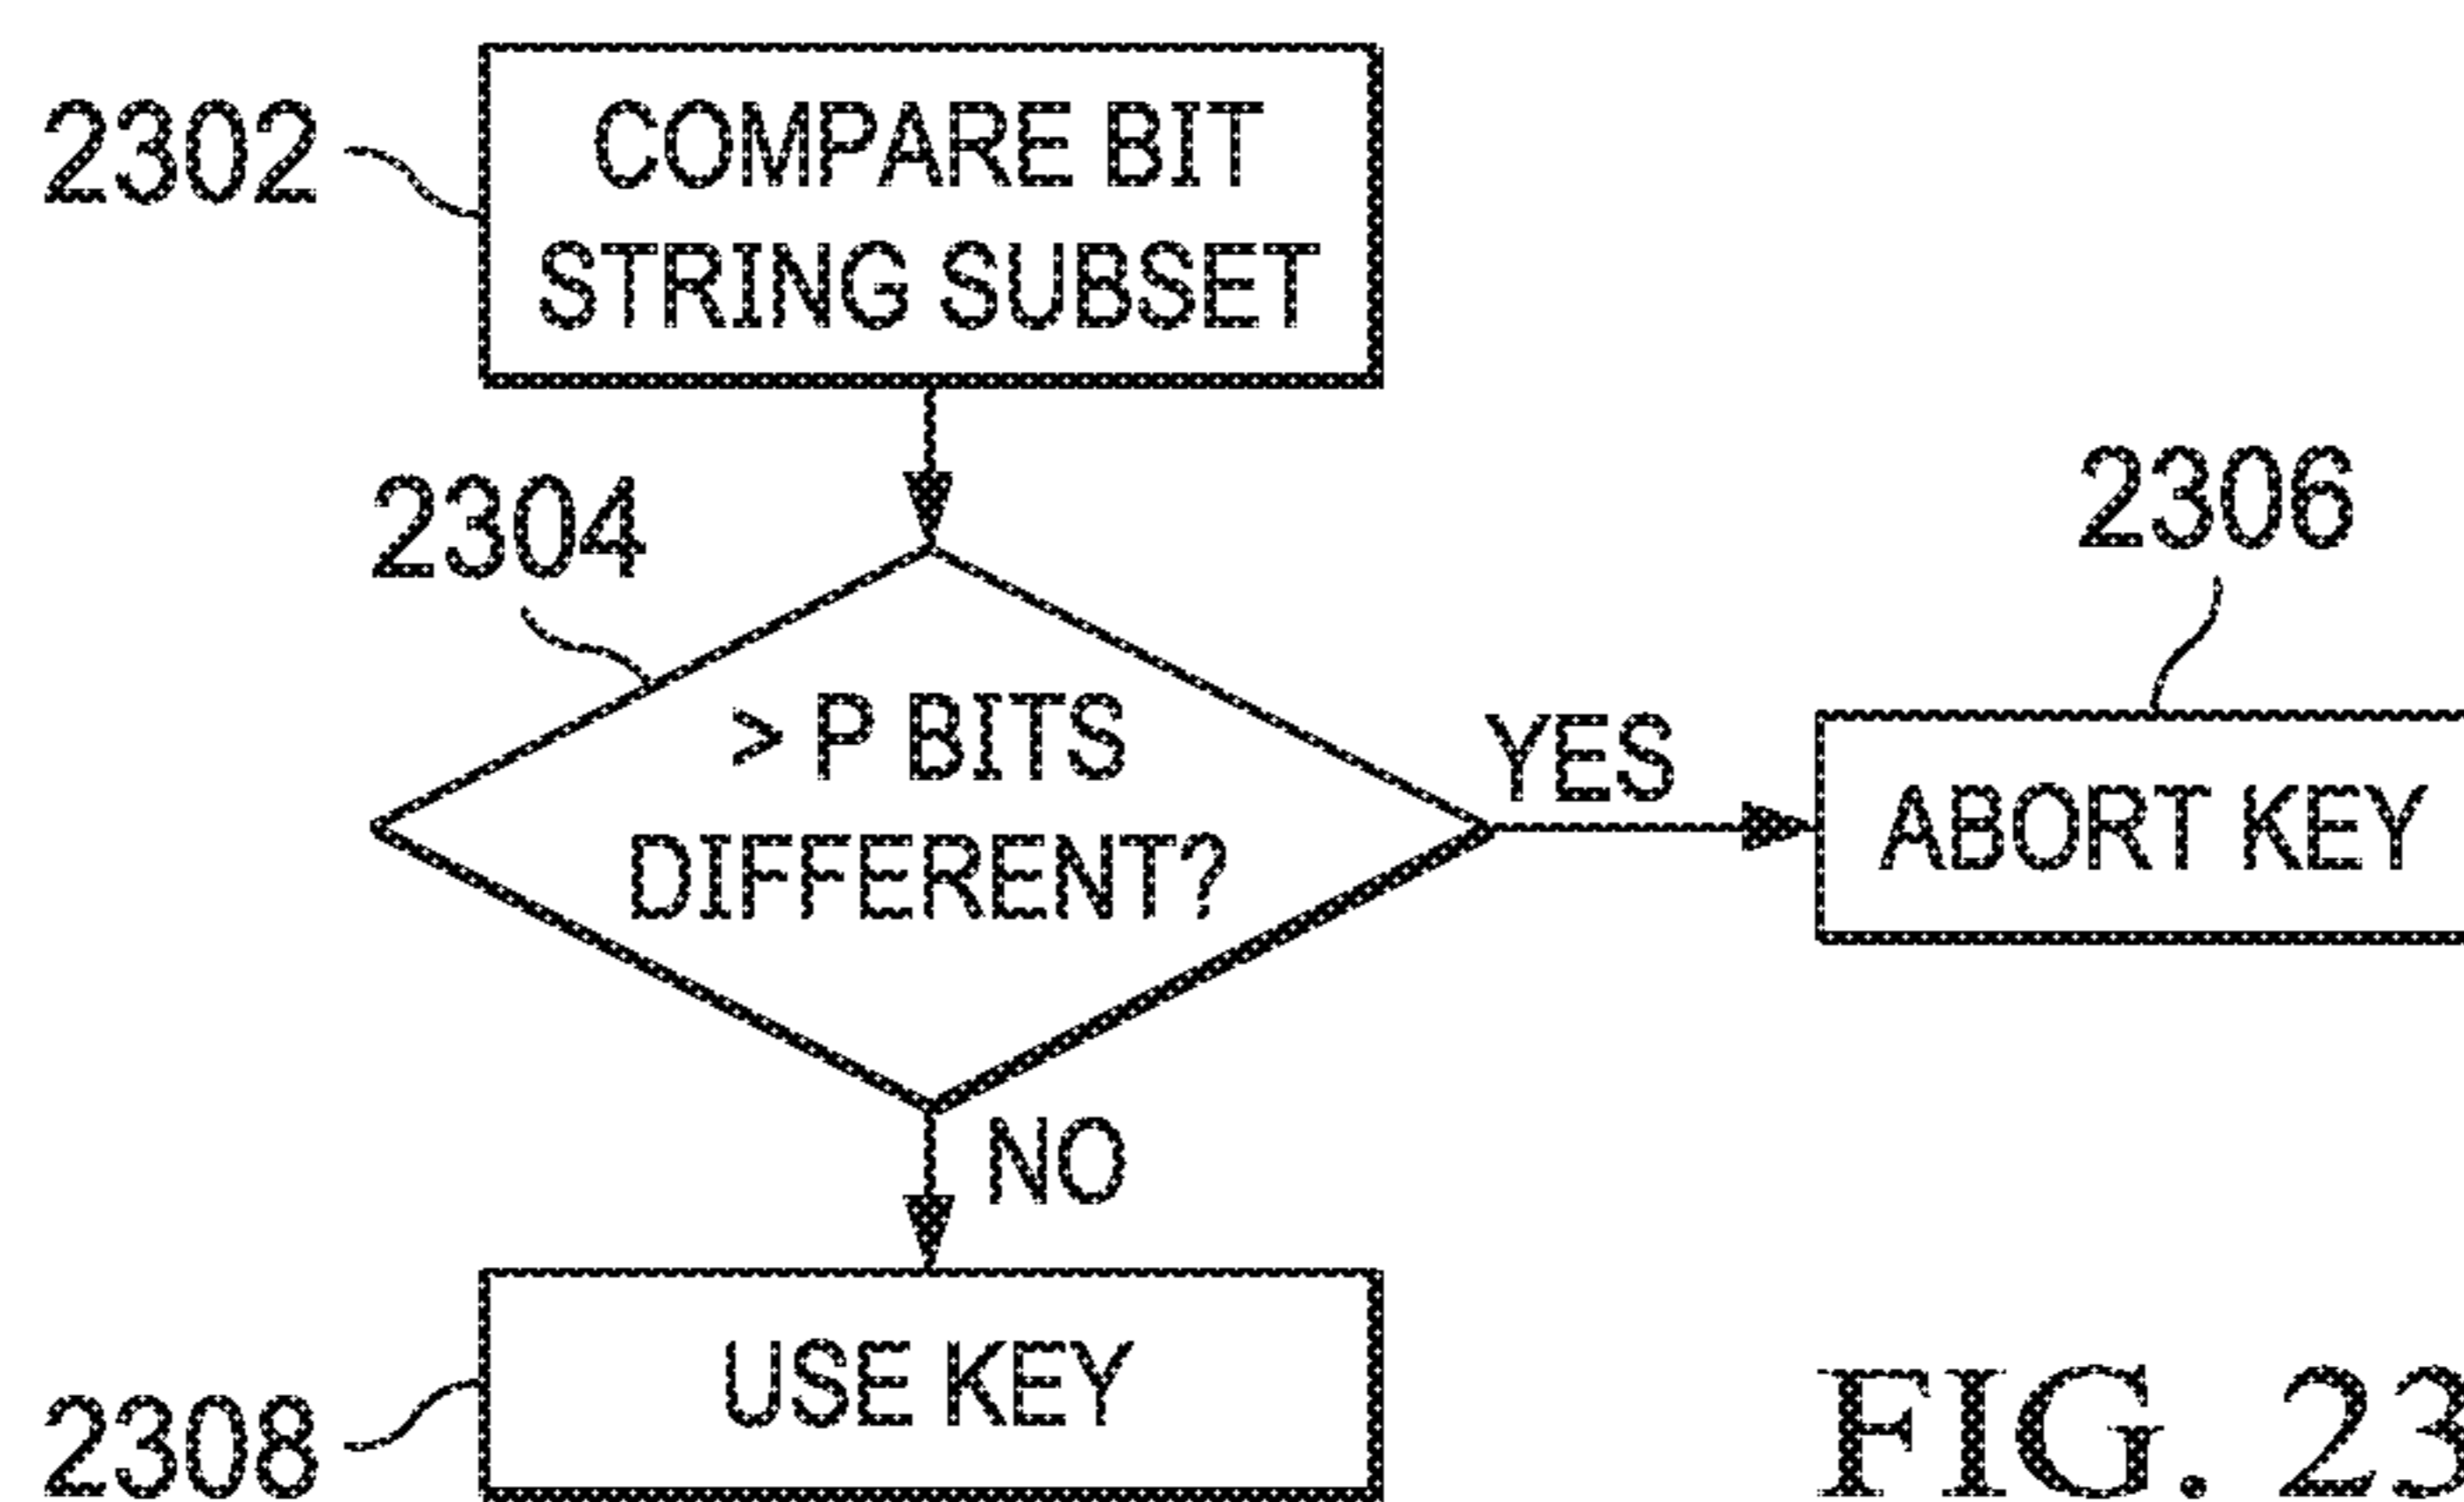 2302
COMPARE BIT
STRING SUBSET
2304
2306
> P BITS
DIFFERENT?
YES
ABORT KEY
NO
2308
USE KEY
FIG. 23